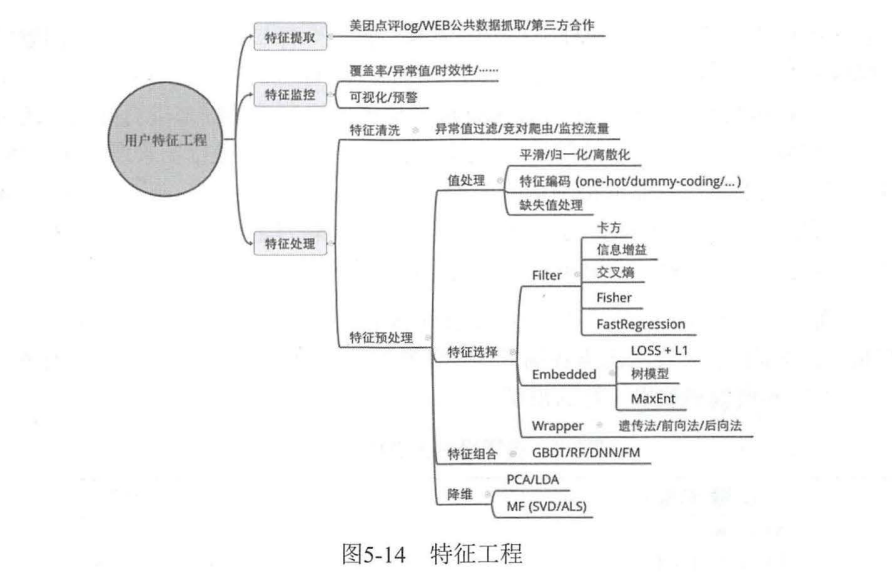 用户特征工程
特征提取
美团点评log/WEB公共数据抓取/第三方合作
特征监控
覆盖率/异常值/时效性/……
可视化/预警
特征处理
特征清洗
异常值过滤/竞对爬虫/监控流量
特征预处理
值处理
平滑/归一化/离散化
特征编码 (one-hot/dummy-coding/...)
缺失值处理
特征选择
Filter
卡方
信息增益
交叉熵
Fisher
FastRegression
Embedded
LOSS + L1
树模型
MaxEnt
Wrapper
遗传法/前向法/后向法
特征组合
GBDT/RF/DNN/FM
降维
PCA/LDA
MF (SVD/ALS)
图5-14 特征工程